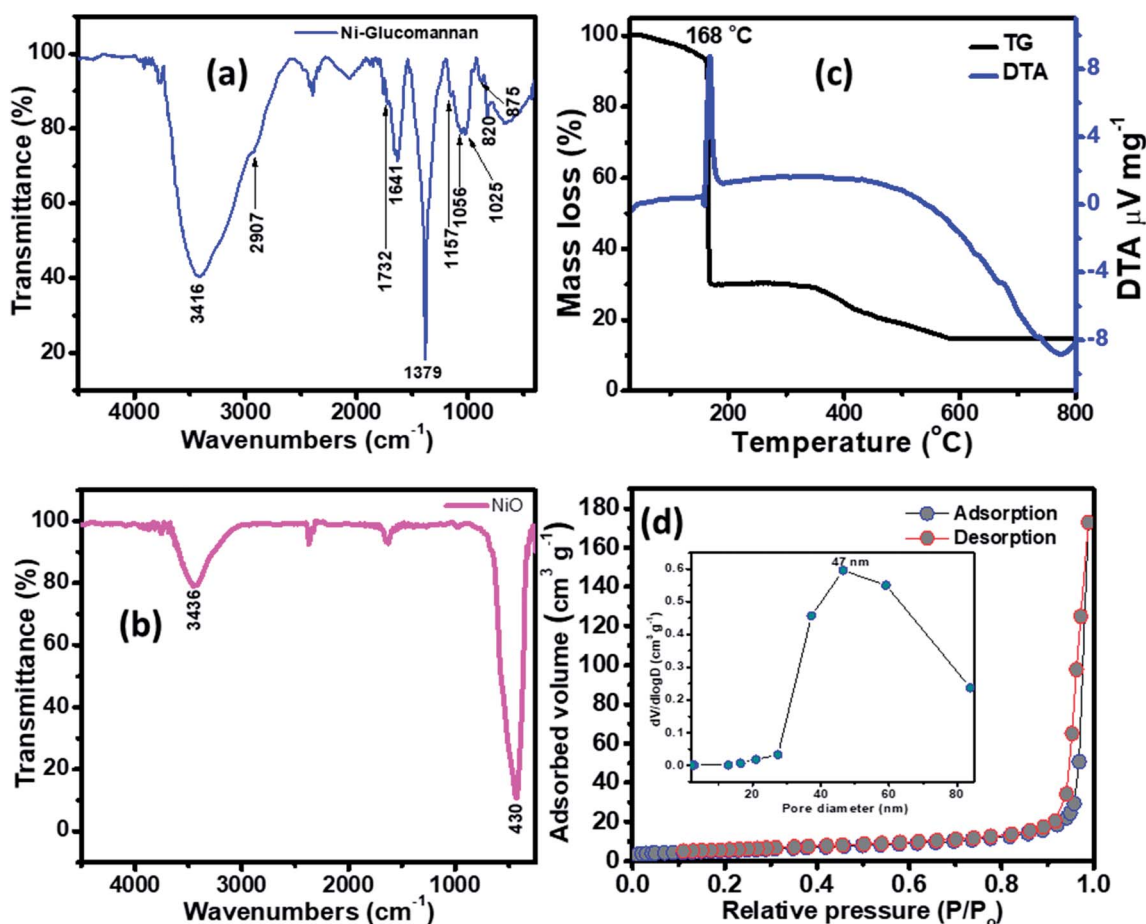 (a)
Ni-Glucomannan
Transmittance (%)
100
80
60
40
20
3416
2907
1732
1641
1379
1157
1056
1025
820
875
4500 3000 2000 1000
Wavenumbers (cm⁻¹)
(c)
168 °C
TG
DTA
Mass loss (%)
100
80
60
40
20
0
8
4
0
-4
-8
DTA μV mg⁻¹
200 400 600 800
Temperature (°C)
(b)
NiO
Transmittance (%)
100
80
60
40
20
0
3436
430
4500 3000 2000 1000
Wavenumbers (cm⁻¹)
(d)
Adsorption
Desorption
Adsorbed volume (cm³ g⁻¹)
180
160
140
120
100
80
60
40
20
0
47 nm
dV/dlogD (cm³ g⁻¹)
0.6
0.5
0.4
0.3
0.2
0.1
0.0
20 40 60 80
Pore diameter (nm)
0.0 0.2 0.4 0.6 0.8 1.0
Relative pressure (P/Pₒ)